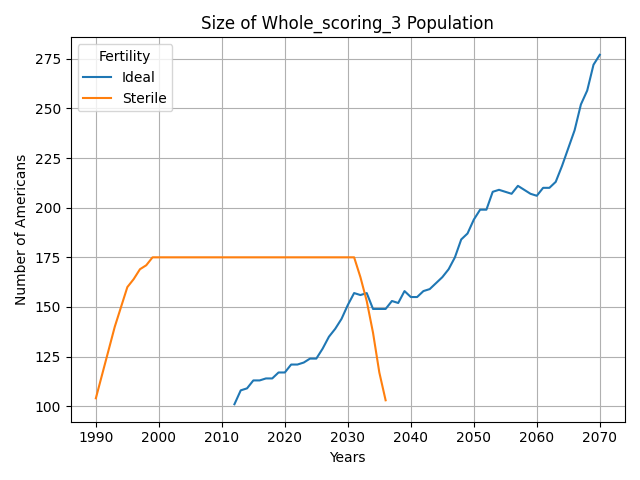 Size of Whole_scoring_3 Population
Number of Americans
275
250
225
200
175
150
125
100
Fertility
Ideal
Sterile
1990 2000 2010 2020 2030 2040 2050 2060 2070
Years